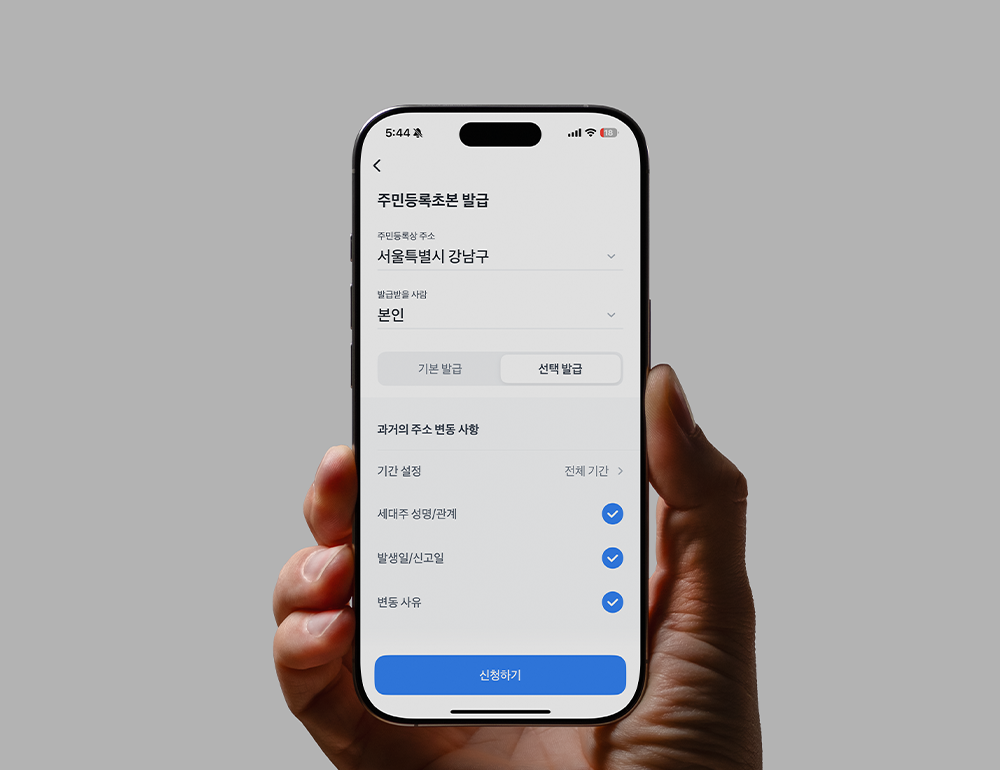 5:44
18
주민등록초본 발급
주민등록상 주소
서울특별시 강남구
발급받을 사람
본인
기본 발급
선택 발급
과거의 주소 변동 사항
기간 설정
전체 기간
세대주 성명/관계
발생일/신고일
변동 사유
신청하기